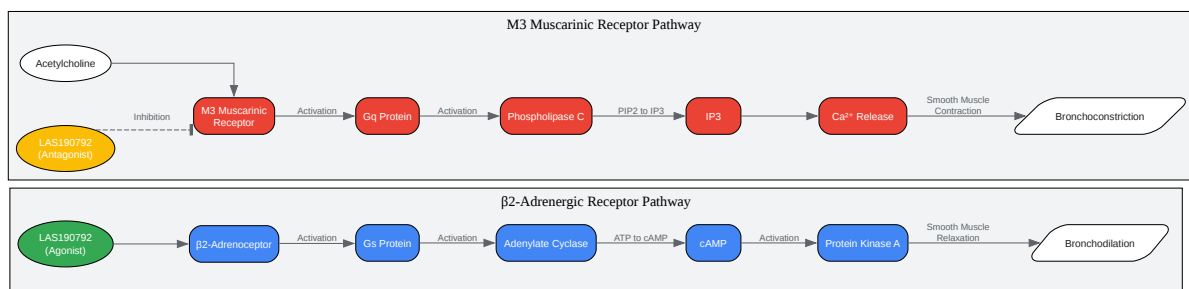 M3 Muscarinic Receptor Pathway
Acetylcholine
Inhibition
LAS190792
(Antagonist)
M3 Muscarinic
Receptor
Activation
Gq Protein
Activation
Phospholipase C
PIP2 to IP3
IP3
Ca²⁺ Release
Smooth Muscle
Contraction
Bronchoconstriction
β2-Adrenergic Receptor Pathway
LAS190792
(Agonist)
β2-Adrenoceptor
Activation
Gs Protein
Activation
Adenylate Cyclase
ATP to cAMP
cAMP
Activation
Protein Kinase A
Smooth Muscle
Relaxation
Bronchodilation